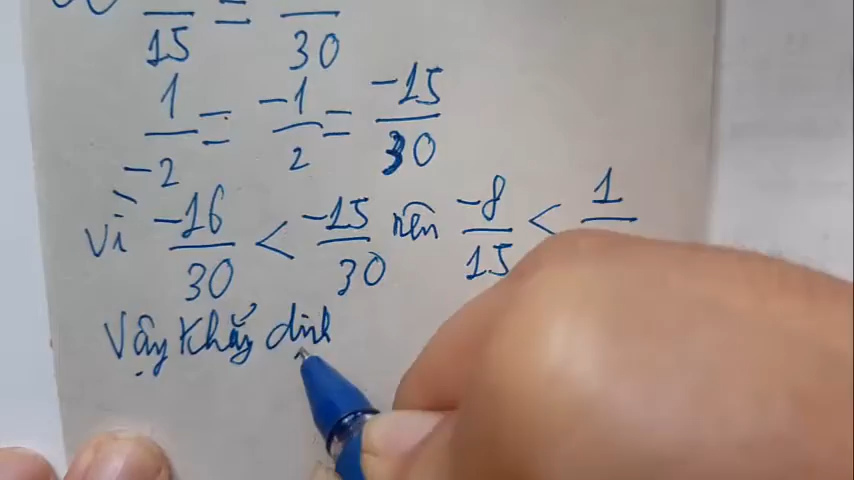 /15 = /30
1/-2 = -1/2 = -15/30
Vì -16/30 < -15/30 nên -8/15 < 1/
Vậy khẳng định